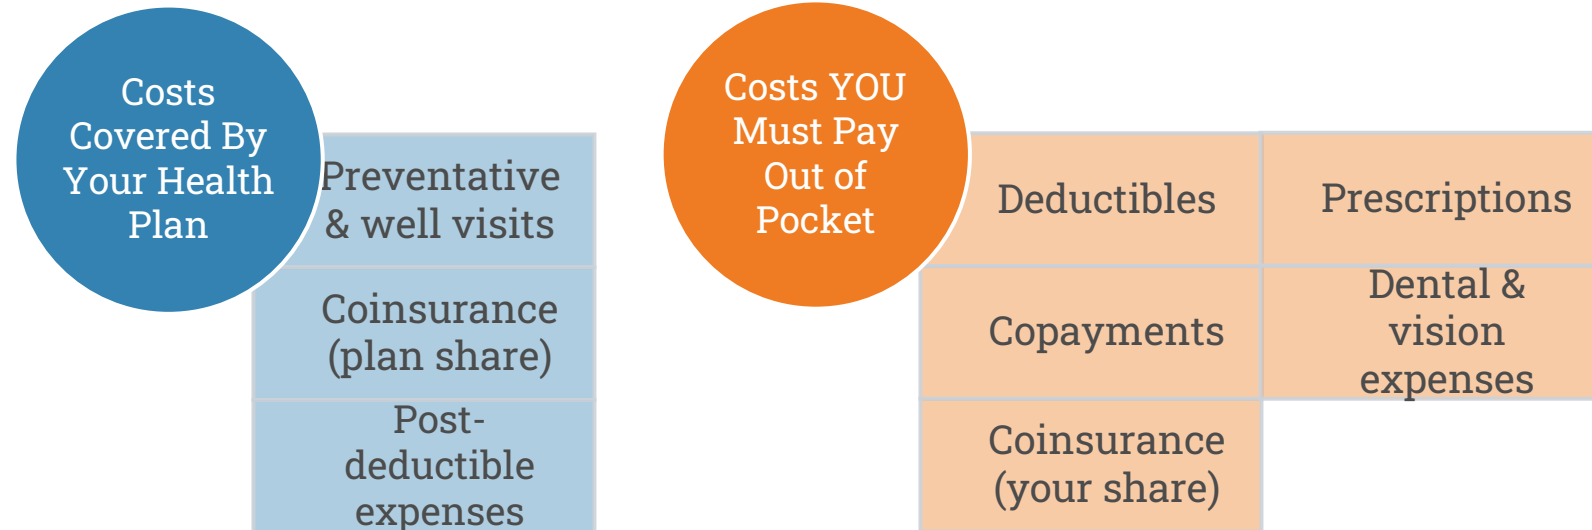 Costs
Covered By
Your Health
Plan
Preventative
& well visits
Coinsurance
(plan share)
Post-
deductible
expenses
Costs YOU
Must Pay
Out of
Pocket
Deductibles
Copayments
Coinsurance
(your share)
Prescriptions
Dental &
vision
expenses